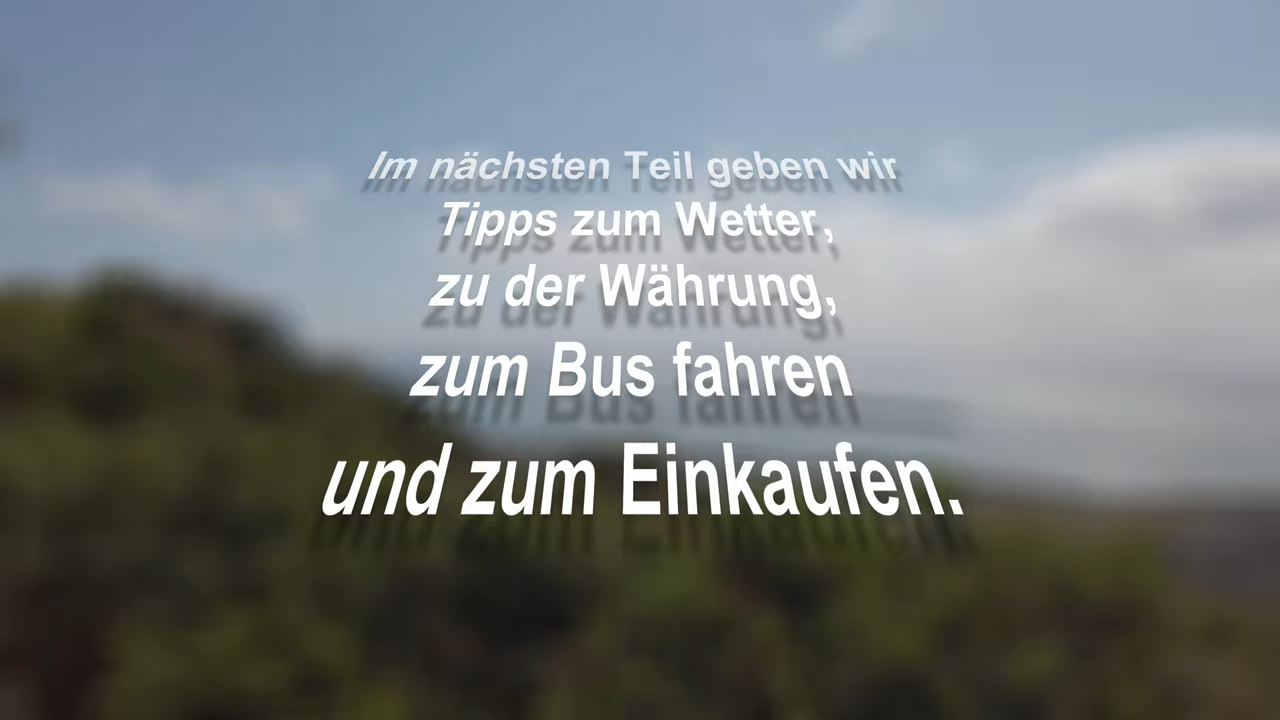 Im nächsten Teil geben wir
Tipps zum Wetter,
zu der Währung,
zum Bus fahren
und zum Einkaufen.